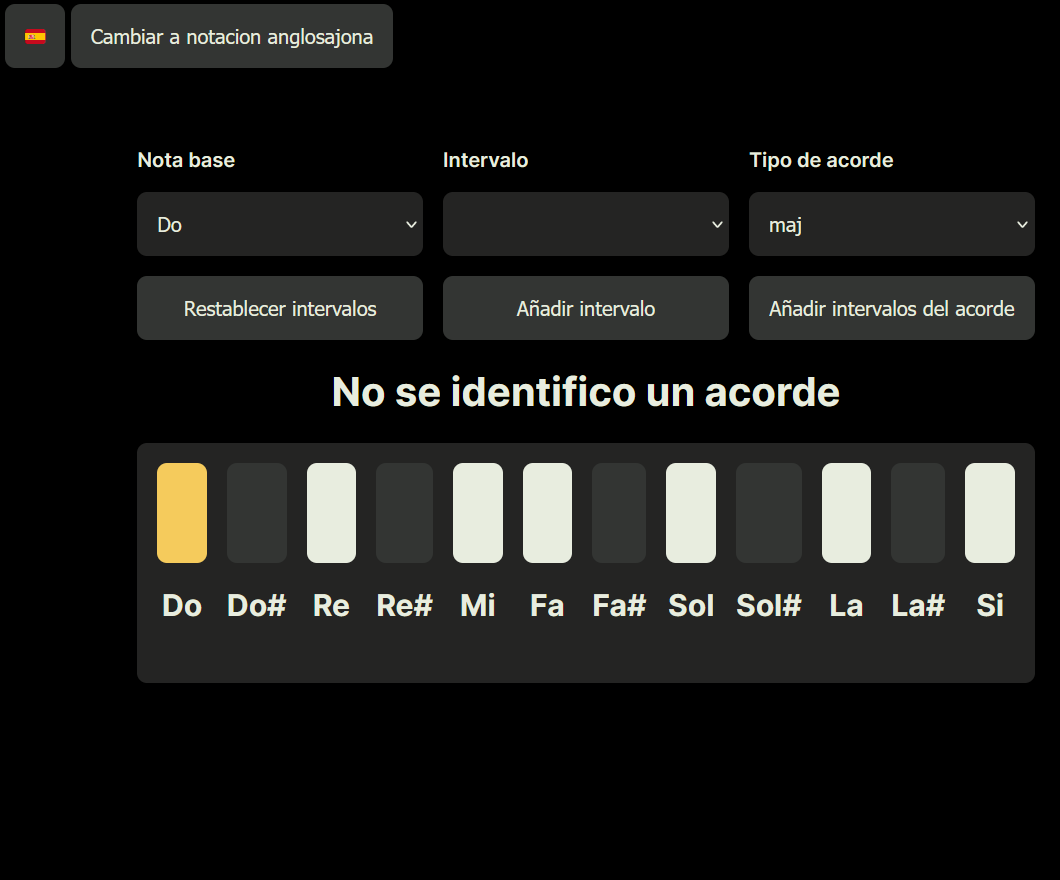 Cambiar a notacion anglosajona
Nota base Intervalo Tipo de acorde
Do maj
Restablecer intervalos Añadir intervalo Añadir intervalos del acorde
No se identifico un acorde
Do Do# Re Re# Mi Fa Fa# Sol Sol# La La# Si